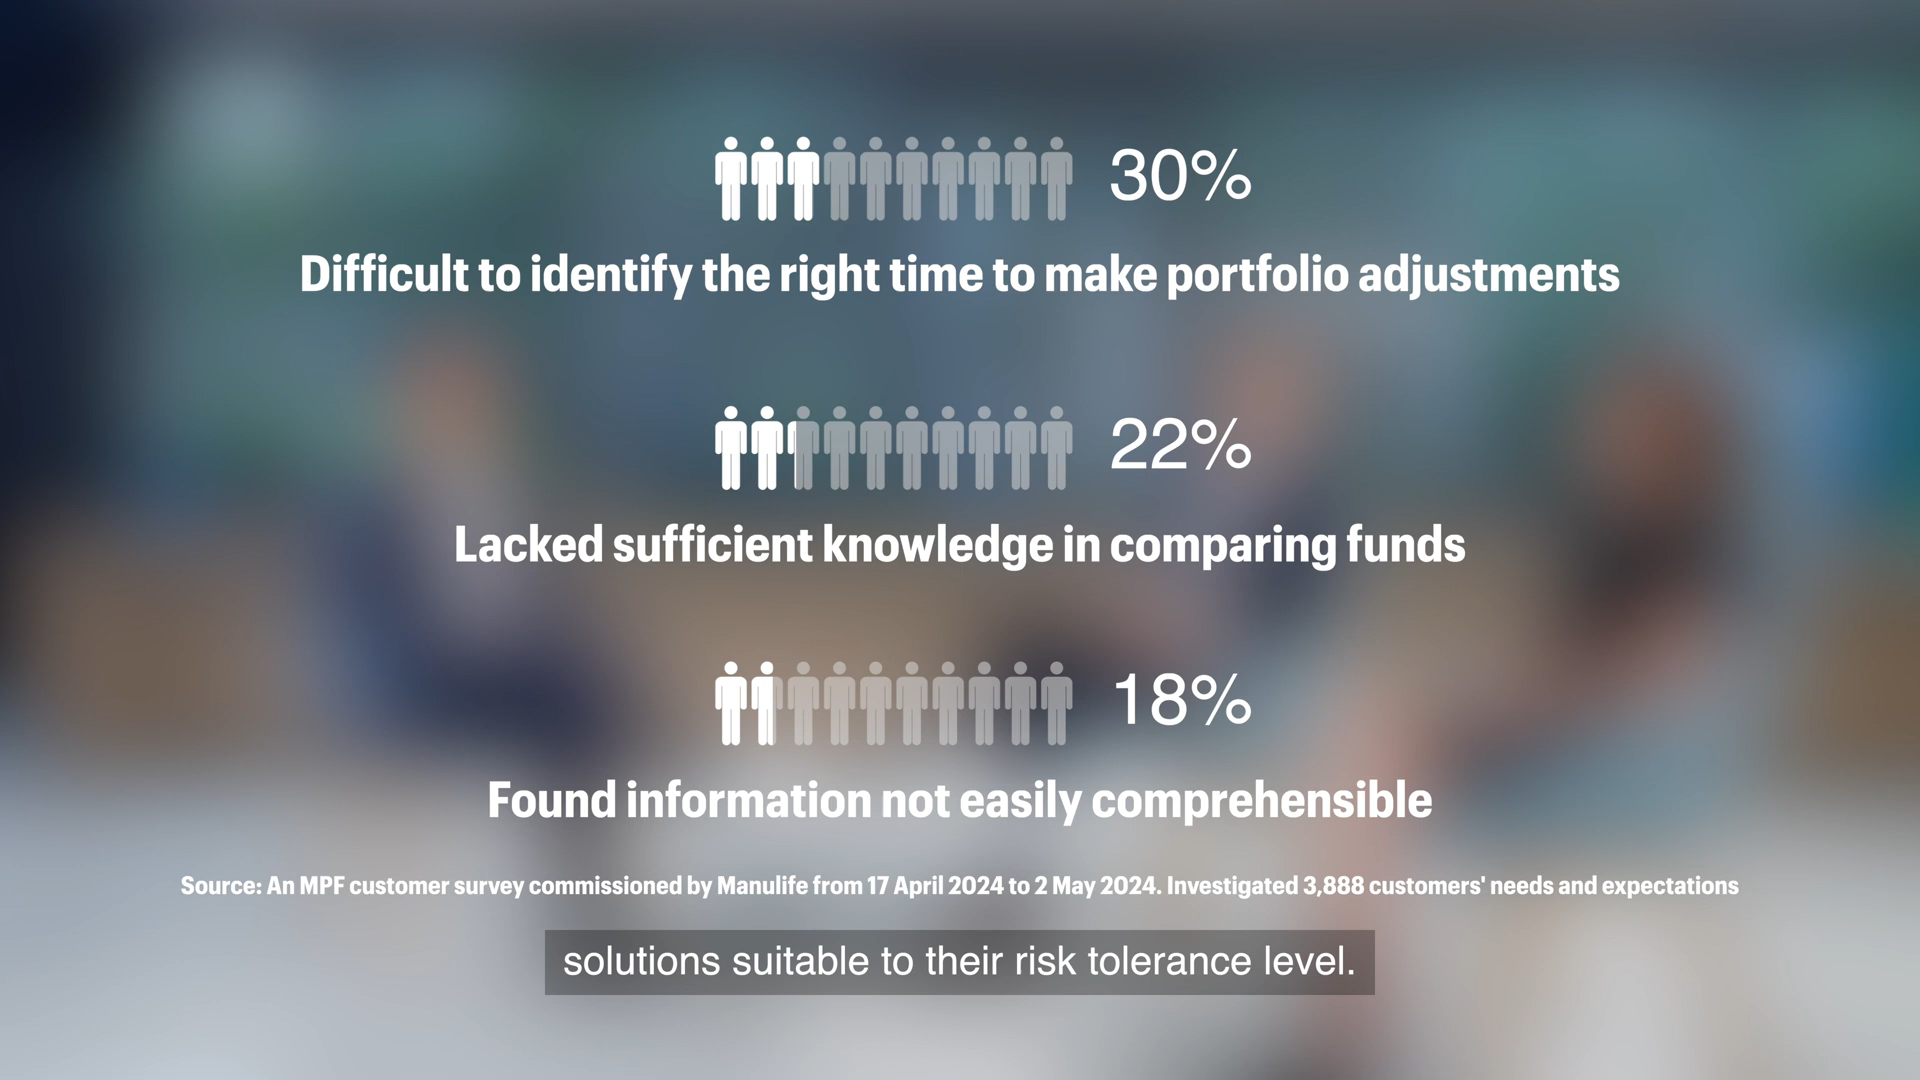 30%
Difficult to identify the right time to make portfolio adjustments
22%
Lacked sufficient knowledge in comparing funds
18%
Found information not easily comprehensible
Source: An MPF customer survey commissioned by Manulife from 17 April 2024 to 2 May 2024. Investigated 3,888 customers' needs and expectations
solutions suitable to their risk tolerance level.